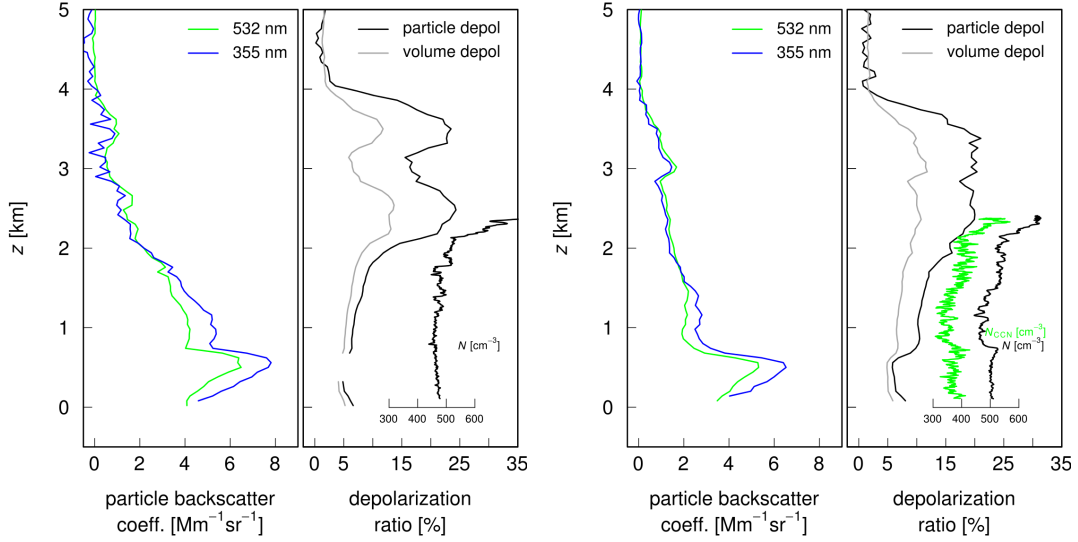 5
4
3
2
1
0
z [km]
532 nm
355 nm
0 2 4 6 8
particle backscatter
coeff. [Mm⁻¹sr⁻¹]
particle depol
volume depol
N [cm⁻³]
300 400 500 600
0 5 15 25 35
depolarization
ratio [%]
5
4
3
2
1
0
z [km]
532 nm
355 nm
0 2 4 6 8
particle backscatter
coeff. [Mm⁻¹sr⁻¹]
particle depol
volume depol
N_CCN [cm⁻³]
N [cm⁻³]
300 400 500 600
0 5 15 25 35
depolarization
ratio [%]